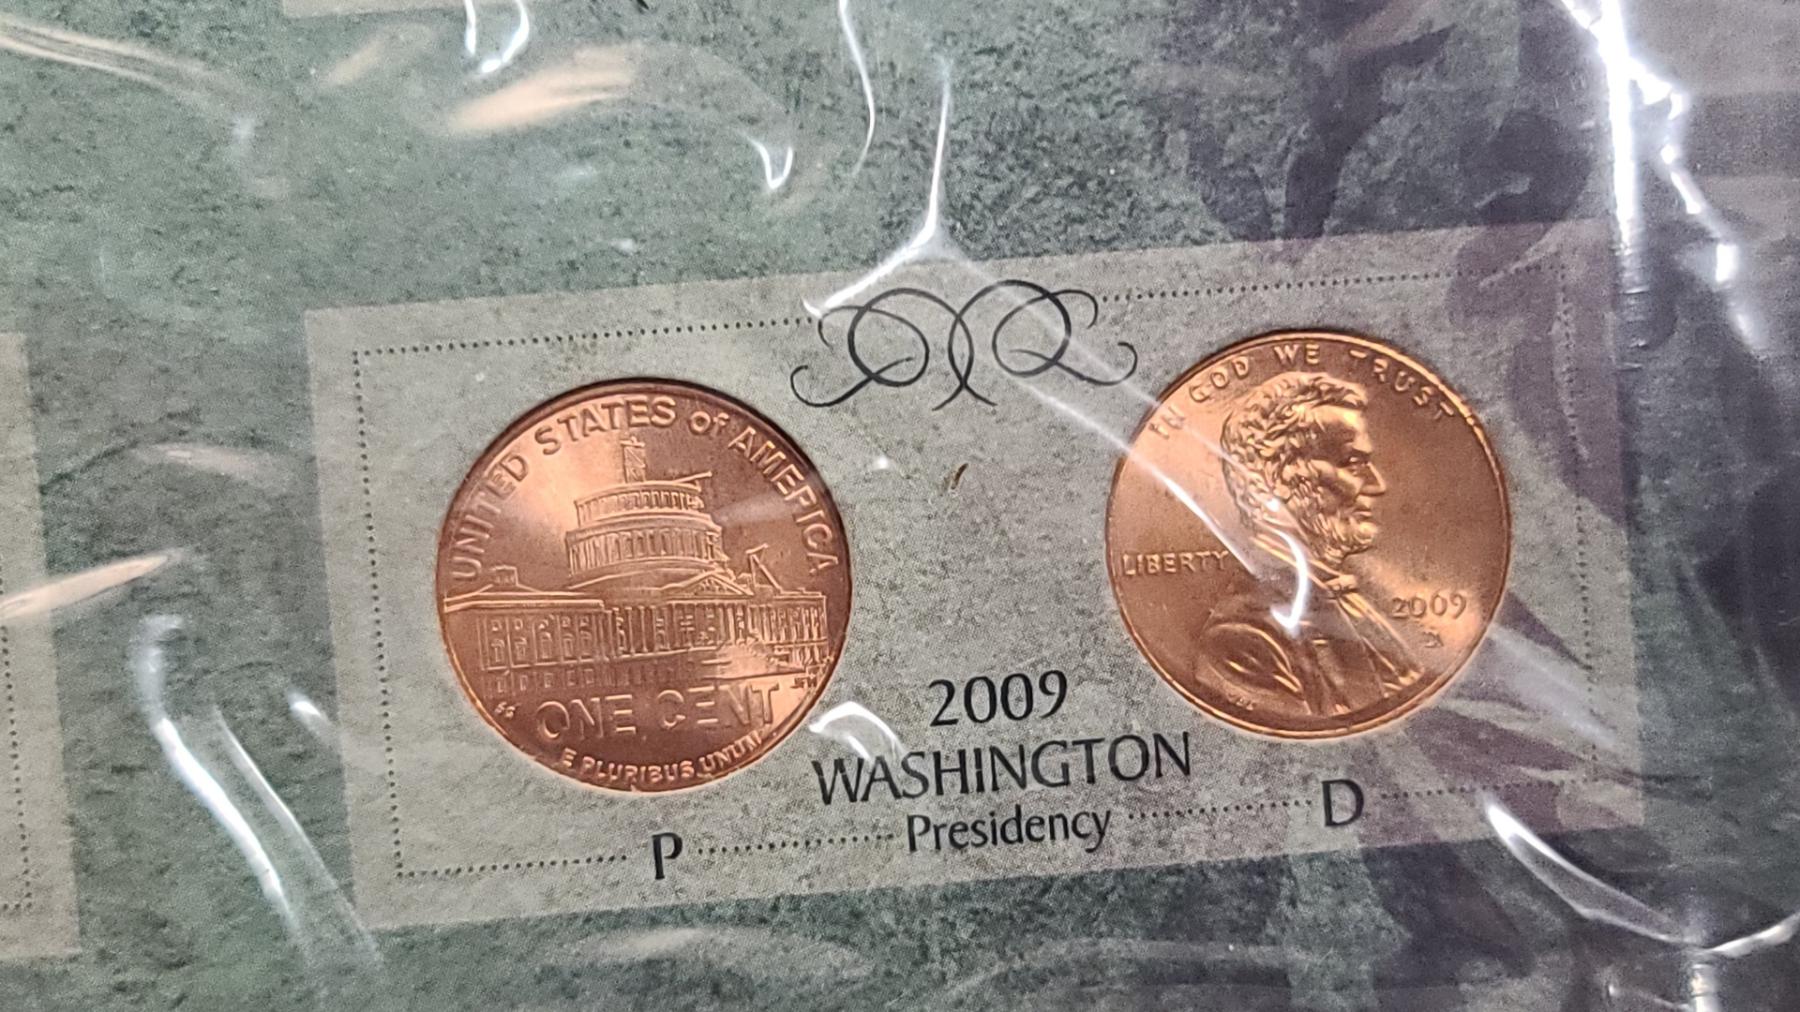 UNITED STATES of AMERICA
ONE CENT
E PLURIBUS UNUM
IN GOD WE TRUST
LIBERTY
2009
D
2009
WASHINGTON
Presidency
P
D